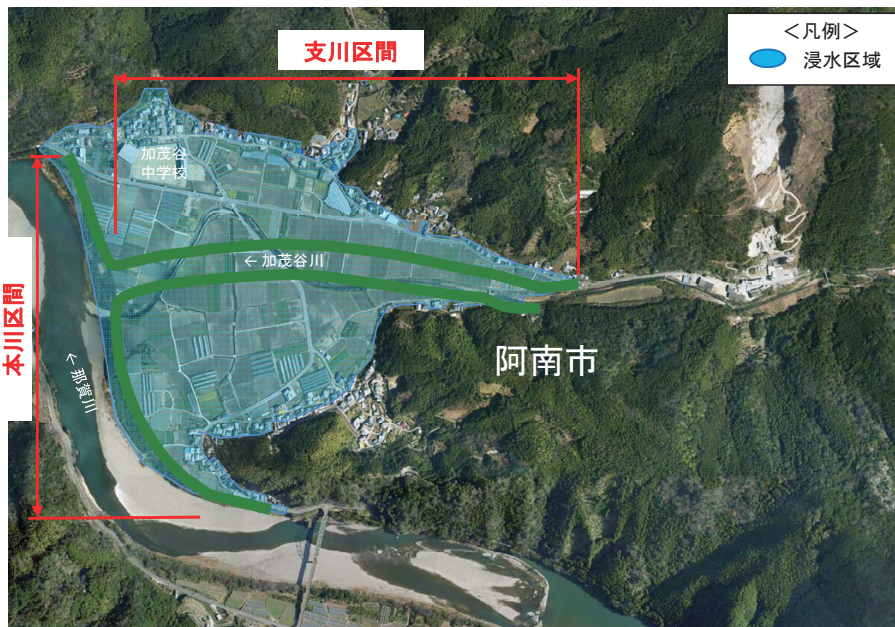 <凡例>
浸水区域
支川区間
加茂谷
中学校
←加茂谷川
本川区間
←那賀川
阿南市